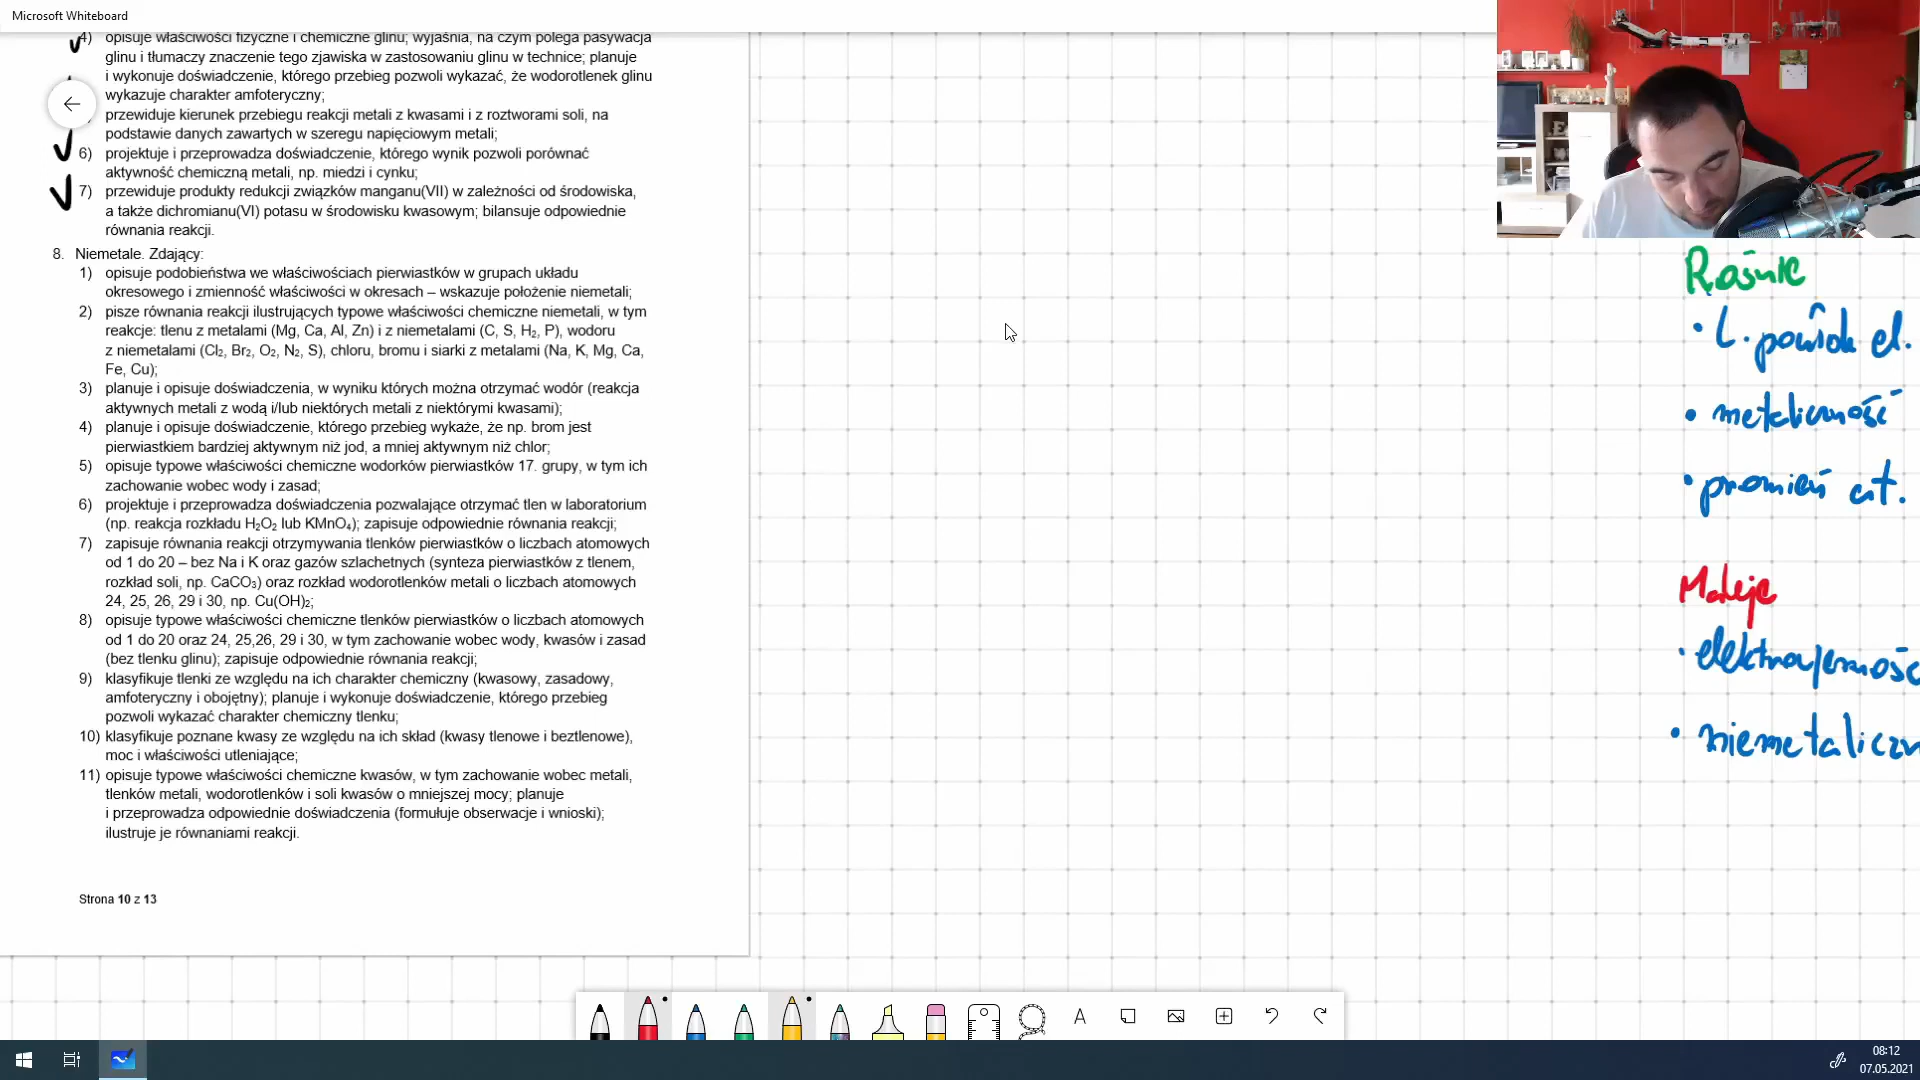 Microsoft Whiteboard
4) opisuje właściwości fizyczne i chemiczne glinu; wyjaśnia, na czym polega pasywacja
glinu i tłumaczy znaczenie tego zjawiska w zastosowaniu glinu w technice; planuje
i wykonuje doświadczenie, którego przebieg pozwoli wykazać, że wodorotlenek glinu
wykazuje charakter amfoteryczny;
przewiduje kierunek przebiegu reakcji metali z kwasami i z roztworami soli, na
podstawie danych zawartych w szeregu napięciowym metali;
6) projektuje i przeprowadza doświadczenie, którego wynik pozwoli porównać
aktywność chemiczną metali, np. miedzi i cynku;
7) przewiduje produkty redukcji związków manganu(VII) w zależności od środowiska,
a także dichromianu(VI) potasu w środowisku kwasowym; bilansuje odpowiednie
równania reakcji.
8. Niemetale. Zdający:
1) opisuje podobieństwa we właściwościach pierwiastków w grupach układu
okresowego i zmienność właściwości w okresach – wskazuje położenie niemetali;
2) pisze równania reakcji ilustrujących typowe właściwości chemiczne niemetali, w tym
reakcje: tlenu z metalami (Mg, Ca, Al, Zn) i z niemetalami (C, S, H₂, P), wodoru
z niemetalami (Cl₂, Br₂, O₂, N₂, S), chloru, bromu i siarki z metalami (Na, K, Mg, Ca,
Fe, Cu);
3) planuje i opisuje doświadczenia, w wyniku których można otrzymać wodór (reakcja
aktywnych metali z wodą i/lub niektórych metali z niektórymi kwasami);
4) planuje i opisuje doświadczenie, którego przebieg wykaże, że np. brom jest
pierwiastkiem bardziej aktywnym niż jod, a mniej aktywnym niż chlor;
5) opisuje typowe właściwości chemiczne wodorków pierwiastków 17. grupy, w tym ich
zachowanie wobec wody i zasad;
6) projektuje i przeprowadza doświadczenia pozwalające otrzymać tlen w laboratorium
(np. reakcja rozkładu H₂O₂ lub KMnO₄); zapisuje odpowiednie równania reakcji;
7) zapisuje równania reakcji otrzymywania tlenków pierwiastków o liczbach atomowych
od 1 do 20 – bez Na i K oraz gazów szlachetnych (synteza pierwiastków z tlenem,
rozkład soli, np. CaCO₃) oraz rozkład wodorotlenków metali o liczbach atomowych
24, 25, 26, 29 i 30, np. Cu(OH)₂;
8) opisuje typowe właściwości chemiczne tlenków pierwiastków o liczbach atomowych
od 1 do 20 oraz 24, 25,26, 29 i 30, w tym zachowanie wobec wody, kwasów i zasad
(bez tlenku glinu); zapisuje odpowiednie równania reakcji;
9) klasyfikuje tlenki ze względu na ich charakter chemiczny (kwasowy, zasadowy,
amfoteryczny i obojętny); planuje i wykonuje doświadczenie, którego przebieg
pozwoli wykazać charakter chemiczny tlenku;
10) klasyfikuje poznane kwasy ze względu na ich skład (kwasy tlenowe i beztlenowe),
moc i właściwości utleniające;
11) opisuje typowe właściwości chemiczne kwasów, w tym zachowanie wobec metali,
tlenków metali, wodorotlenków i soli kwasów o mniejszej mocy; planuje
i przeprowadza odpowiednie doświadczenia (formułuje obserwacje i wnioski);
ilustruje je równaniami reakcji.
Strona 10 z 13
Rośnie
• L. powłok el.
• metaliczność
• promień at.
Maleje
• elektroujemność
• niemetaliczn
08:12
07.05.2021